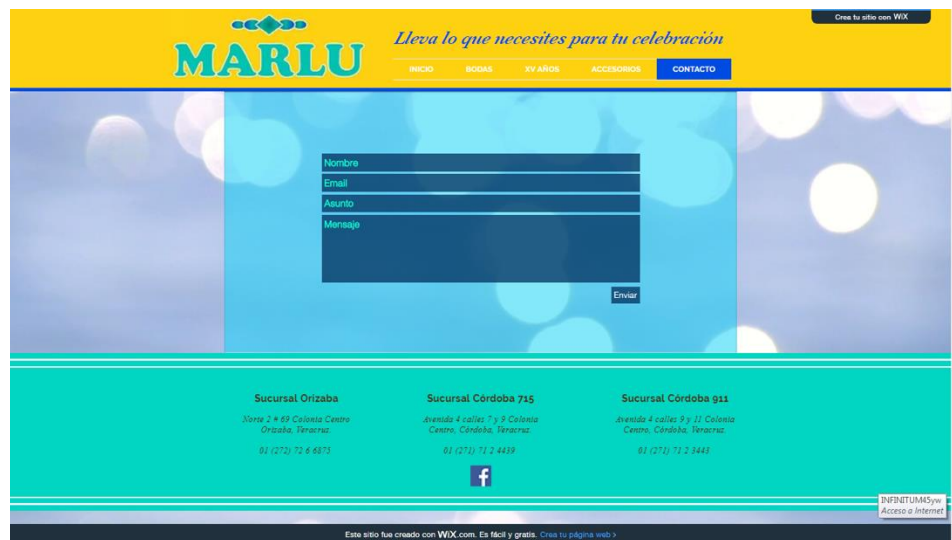 Crea tu sitio con WiX
MARLU
Lleva lo que necesites para tu celebración
INICIO BODAS XV AÑOS ACCESORIOS CONTACTO
Nombre
Email
Asunto
Mensaje
Enviar
Sucursal Orizaba
Norte 2 # 69 Colonia Centro
Orizaba, Veracruz.
01 (272) 72 6 6875
Sucursal Córdoba 715
Avenida 4 calles 7 y 9 Colonia
Centro, Córdoba, Veracruz.
01 (271) 71 2 4439
Sucursal Córdoba 911
Avenida 4 calles 9 y 11 Colonia
Centro, Córdoba, Veracruz.
01 (271) 71 2 3443
f
INFINITUM45yw
Acceso a Internet
Este sitio fue creado con WiX.com. Es fácil y gratis. Crea tu página web >